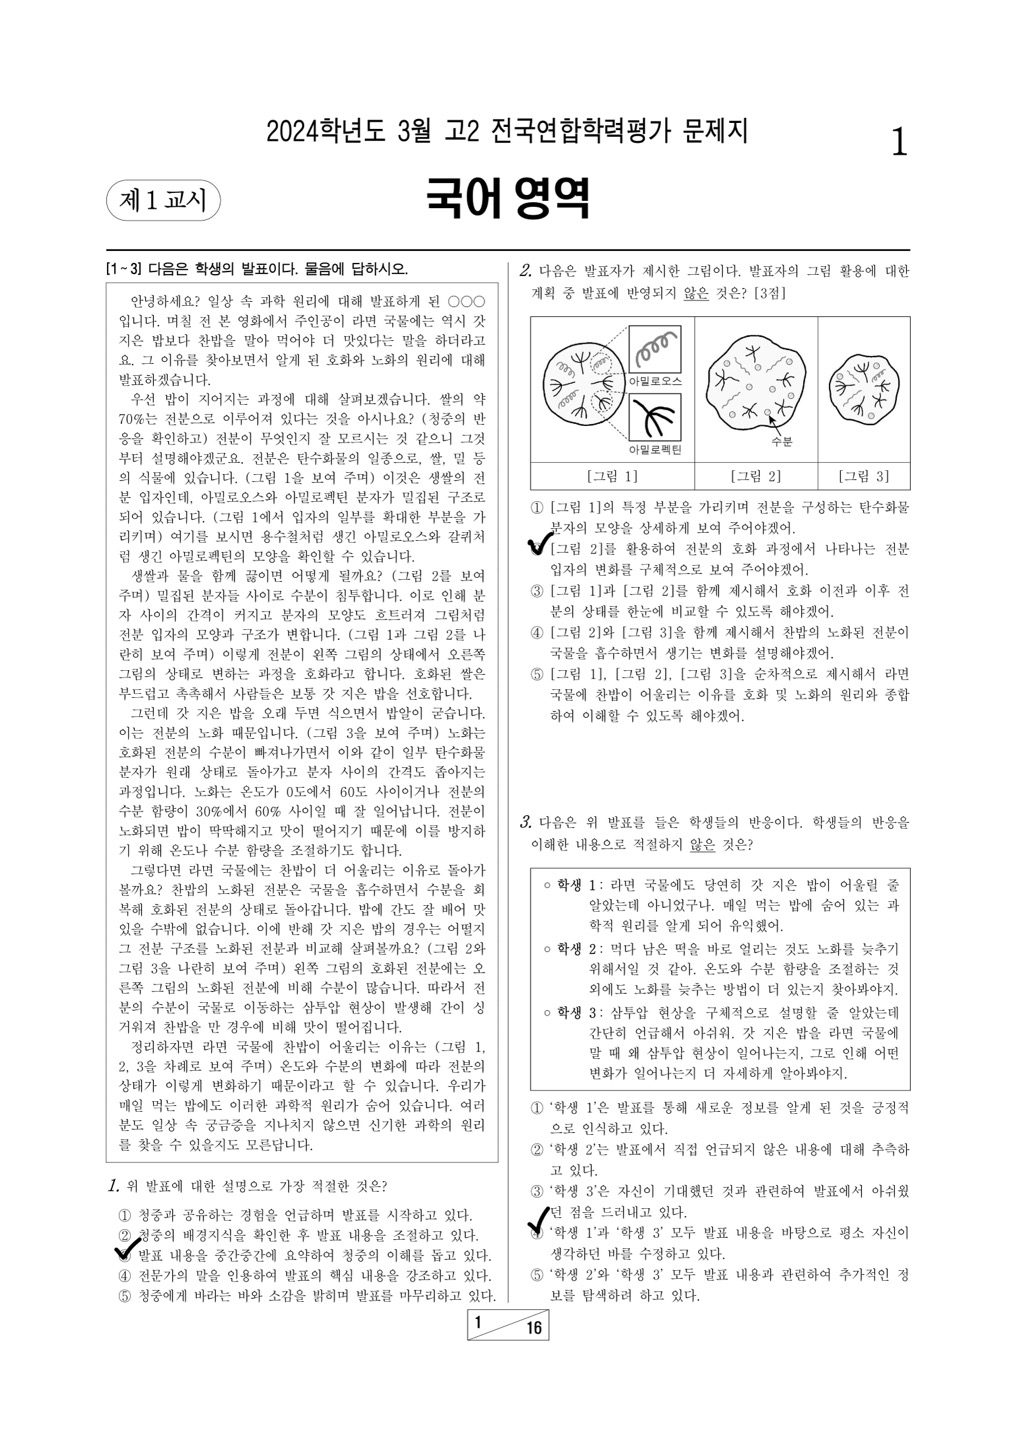 2024학년도 3월 고2 전국연합학력평가 문제지
1
제 1 교시
국어 영역
[1~3] 다음은 학생의 발표이다. 물음에 답하시오.
안녕하세요? 일상 속 과학 원리에 대해 발표하게 된 ○○○
입니다. 며칠 전 본 영화에서 주인공이 라면 국물에는 역시 갓
지은 밥보다 찬밥을 말아 먹어야 더 맛있다는 말을 하더라고
요. 그 이유를 찾아보면서 알게 된 호화와 노화의 원리에 대해
발표하겠습니다.
우선 밥이 지어지는 과정에 대해 살펴보겠습니다. 쌀의 약
70%는 전분으로 이루어져 있다는 것을 아시나요? (청중의 반
응을 확인하고) 전분이 무엇인지 잘 모르시는 것 같으니 그것
부터 설명해야겠군요. 전분은 탄수화물의 일종으로, 쌀, 밀 등
의 식물에 있습니다. (그림 1을 보여 주며) 이것은 생쌀의 전
분 입자인데, 아밀로오스와 아밀로펙틴 분자가 밀집된 구조로
되어 있습니다. (그림 1에서 입자의 일부를 확대한 부분을 가
리키며) 여기를 보시면 용수철처럼 생긴 아밀로오스와 갈퀴처
럼 생긴 아밀로펙틴의 모양을 확인할 수 있습니다.
생쌀과 물을 함께 끓이면 어떻게 될까요? (그림 2를 보여
주며) 밀집된 분자들 사이로 수분이 침투합니다. 이로 인해 분
자 사이의 간격이 커지고 분자의 모양도 흐트러져 그림처럼
전분 입자의 모양과 구조가 변합니다. (그림 1과 그림 2를 나
란히 보여 주며) 이렇게 전분이 왼쪽 그림의 상태에서 오른쪽
그림의 상태로 변하는 과정을 호화라고 합니다. 호화된 쌀은
부드럽고 촉촉해서 사람들은 보통 갓 지은 밥을 선호합니다.
그런데 갓 지은 밥을 오래 두면 식으면서 밥알이 굳습니다.
이는 전분의 노화 때문입니다. (그림 3을 보여 주며) 노화는
호화된 전분의 수분이 빠져나가면서 이와 같이 일부 탄수화물
분자가 원래 상태로 돌아가고 분자 사이의 간격도 좁아지는
과정입니다. 노화는 온도가 0도에서 60도 사이이거나 전분의
수분 함량이 30%에서 60% 사이일 때 잘 일어납니다. 전분이
노화되면 밥이 딱딱해지고 맛이 떨어지기 때문에 이를 방지하
기 위해 온도나 수분 함량을 조절하기도 합니다.
그렇다면 라면 국물에는 찬밥이 더 어울리는 이유로 돌아가
볼까요? 찬밥의 노화된 전분은 국물을 흡수하면서 수분을 회
복해 호화된 전분의 상태로 돌아갑니다. 밥에 간도 잘 배어 맛
있을 수밖에 없습니다. 이에 반해 갓 지은 밥의 경우는 어떨지
그 전분 구조를 노화된 전분과 비교해 살펴볼까요? (그림 2와
그림 3을 나란히 보여 주며) 왼쪽 그림의 호화된 전분에는 오
른쪽 그림의 노화된 전분에 비해 수분이 많습니다. 따라서 전
분의 수분이 국물로 이동하는 삼투압 현상이 발생해 간이 싱
거워져 찬밥을 만 경우에 비해 맛이 떨어집니다.
정리하자면 라면 국물에 찬밥이 어울리는 이유는 (그림 1,
2, 3을 차례로 보여 주며) 온도와 수분의 변화에 따라 전분의
상태가 이렇게 변화하기 때문이라고 할 수 있습니다. 우리가
매일 먹는 밥에도 이러한 과학적 원리가 숨어 있습니다. 여러
분도 일상 속 궁금증을 지나치지 않으면 신기한 과학의 원리
를 찾을 수 있을지도 모른답니다.
1. 위 발표에 대한 설명으로 가장 적절한 것은?
① 청중과 공유하는 경험을 언급하며 발표를 시작하고 있다.
② 청중의 배경지식을 확인한 후 발표 내용을 조절하고 있다.
③ 발표 내용을 중간중간에 요약하여 청중의 이해를 돕고 있다.
④ 전문가의 말을 인용하여 발표의 핵심 내용을 강조하고 있다.
⑤ 청중에게 바라는 바와 소감을 밝히며 발표를 마무리하고 있다.
2. 다음은 발표자가 제시한 그림이다. 발표자의 그림 활용에 대한
계획 중 발표에 반영되지 않은 것은? [3점]
아밀로오스
아밀로펙틴
수분
[그림 1] [그림 2] [그림 3]
① [그림 1]의 특정 부분을 가리키며 전분을 구성하는 탄수화물
분자의 모양을 상세하게 보여 주어야겠어.
② [그림 2]를 활용하여 전분의 호화 과정에서 나타나는 전분
입자의 변화를 구체적으로 보여 주어야겠어.
③ [그림 1]과 [그림 2]를 함께 제시해서 호화 이전과 이후 전
분의 상태를 한눈에 비교할 수 있도록 해야겠어.
④ [그림 2]와 [그림 3]을 함께 제시해서 찬밥의 노화된 전분이
국물을 흡수하면서 생기는 변화를 설명해야겠어.
⑤ [그림 1], [그림 2], [그림 3]을 순차적으로 제시해서 라면
국물에 찬밥이 어울리는 이유를 호화 및 노화의 원리와 종합
하여 이해할 수 있도록 해야겠어.
3. 다음은 위 발표를 들은 학생들의 반응이다. 학생들의 반응을
이해한 내용으로 적절하지 않은 것은?
○ 학생 1: 라면 국물에도 당연히 갓 지은 밥이 어울릴 줄
알았는데 아니었구나. 매일 먹는 밥에 숨어 있는 과
학적 원리를 알게 되어 유익했어.
○ 학생 2: 먹다 남은 떡을 바로 얼리는 것도 노화를 늦추기
위해서일 것 같아. 온도와 수분 함량을 조절하는 것
외에도 노화를 늦추는 방법이 더 있는지 찾아봐야지.
○ 학생 3: 삼투압 현상을 구체적으로 설명할 줄 알았는데
간단히 언급해서 아쉬워. 갓 지은 밥을 라면 국물에
말 때 왜 삼투압 현상이 일어나는지, 그로 인해 어떤
변화가 일어나는지 더 자세하게 알아봐야지.
① ‘학생 1’은 발표를 통해 새로운 정보를 알게 된 것을 긍정적
으로 인식하고 있다.
② ‘학생 2’는 발표에서 직접 언급되지 않은 내용에 대해 추측하
고 있다.
③ ‘학생 3’은 자신이 기대했던 것과 관련하여 발표에서 아쉬웠
던 점을 드러내고 있다.
④ ‘학생 1’과 ‘학생 3’ 모두 발표 내용을 바탕으로 평소 자신이
생각하던 바를 수정하고 있다.
⑤ ‘학생 2’와 ‘학생 3’ 모두 발표 내용과 관련하여 추가적인 정
보를 탐색하려 하고 있다.
1
16